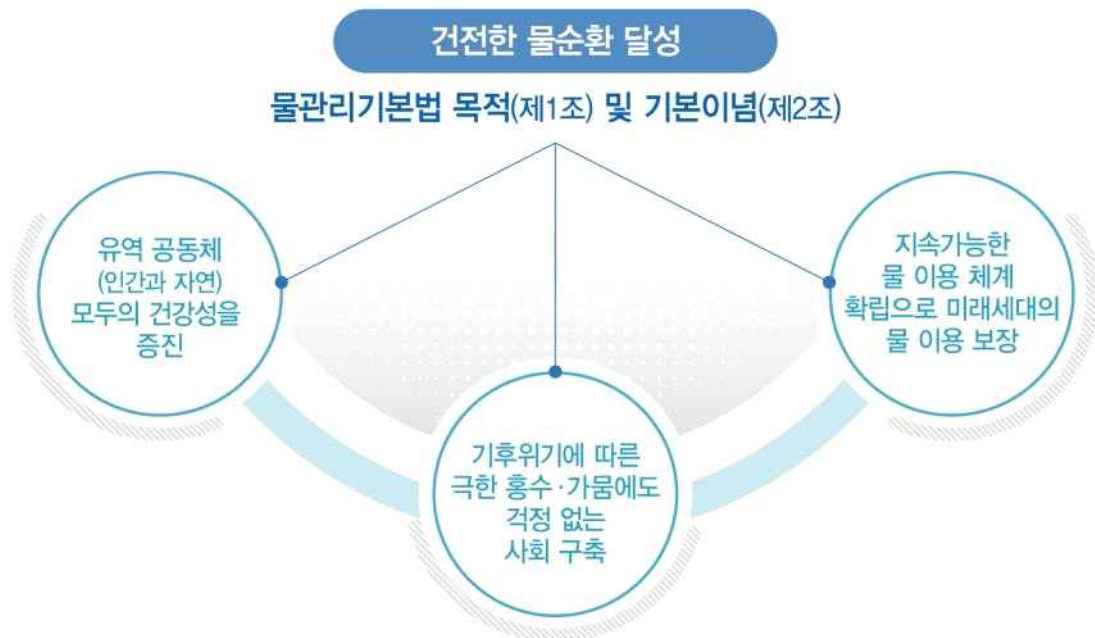 건전한 물순환 달성
물관리기본법 목적(제1조) 및 기본이념(제2조)
유역 공동체
(인간과 자연)
모두의 건강성을
증진
기후위기에 따른
극한 홍수·가뭄에도
걱정 없는
사회 구축
지속가능한
물 이용 체계
확립으로 미래세대의
물 이용 보장